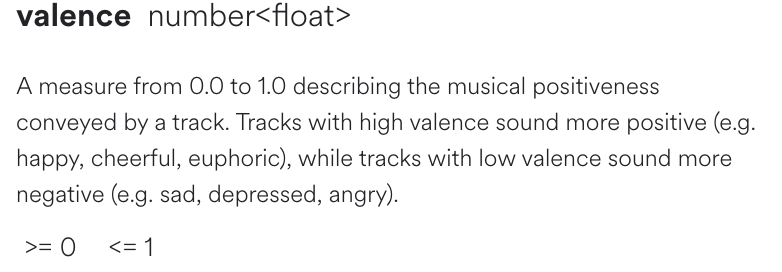 valence number<float>
A measure from 0.0 to 1.0 describing the musical positiveness
conveyed by a track. Tracks with high valence sound more positive (e.g.
happy, cheerful, euphoric), while tracks with low valence sound more
negative (e.g. sad, depressed, angry).
>= 0 <= 1